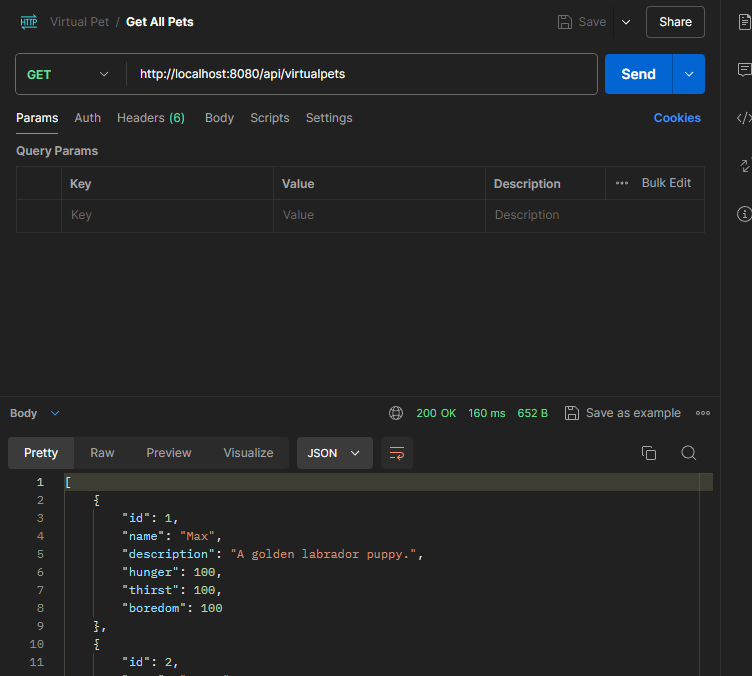 HTTP Virtual Pet / Get All Pets Save Share
GET http://localhost:8080/api/virtualpets Send
Params Auth Headers (6) Body Scripts Settings Cookies
Query Params
Key Value Description ••• Bulk Edit
Key Value Description
Body 200 OK 160 ms 652 B Save as example
Pretty Raw Preview Visualize JSON
1 [
2 {
3 "id": 1,
4 "name": "Max",
5 "description": "A golden labrador puppy.",
6 "hunger": 100,
7 "thirst": 100,
8 "boredom": 100
9 },
10 {
11 "id": 2,